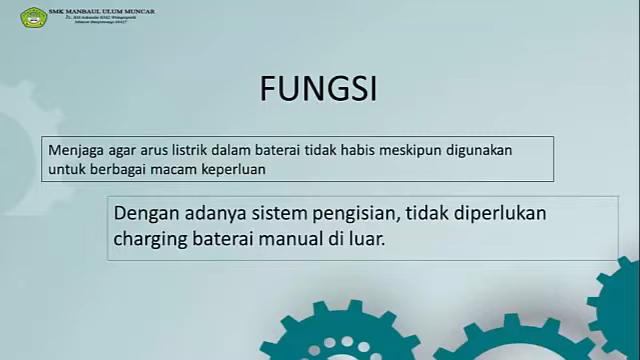 SMK MANBAUL ULUM MUNCAR
FUNGSI
Menjaga agar arus listrik dalam baterai tidak habis meskipun digunakan
untuk berbagai macam keperluan
Dengan adanya sistem pengisian, tidak diperlukan
charging baterai manual di luar.